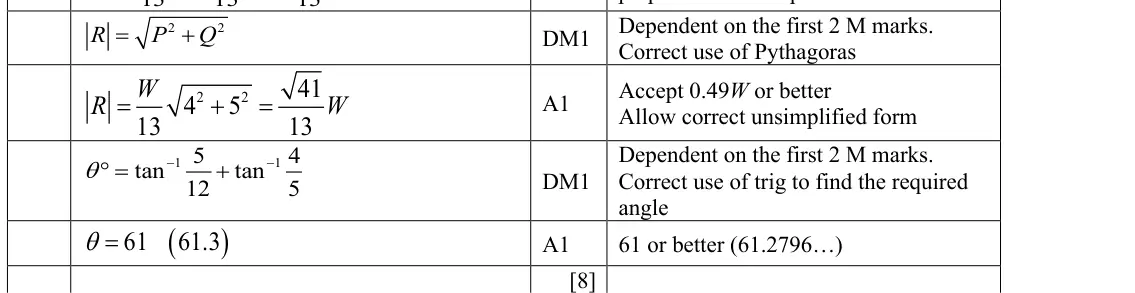 13 13 13
|R| = √(P² + Q²)
DM1
Dependent on the first 2 M marks.
Correct use of Pythagoras
|R| = W/13 √(4² + 5²) = √41/13 W
A1
Accept 0.49W or better
Allow correct unsimplified form
θ° = tan⁻¹ 5/12 + tan⁻¹ 4/5
DM1
Dependent on the first 2 M marks.
Correct use of trig to find the required
angle
θ = 61 (61.3)
A1
61 or better (61.2796…)
[8]